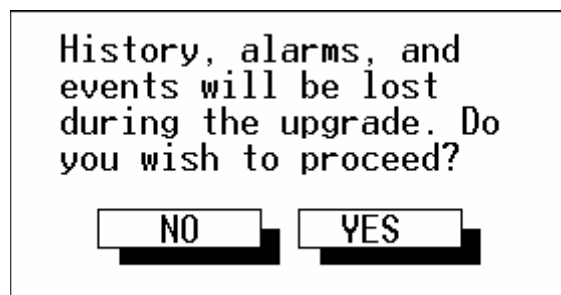 History, alarms, and
events will be lost
during the upgrade. Do
you wish to proceed?
NO YES